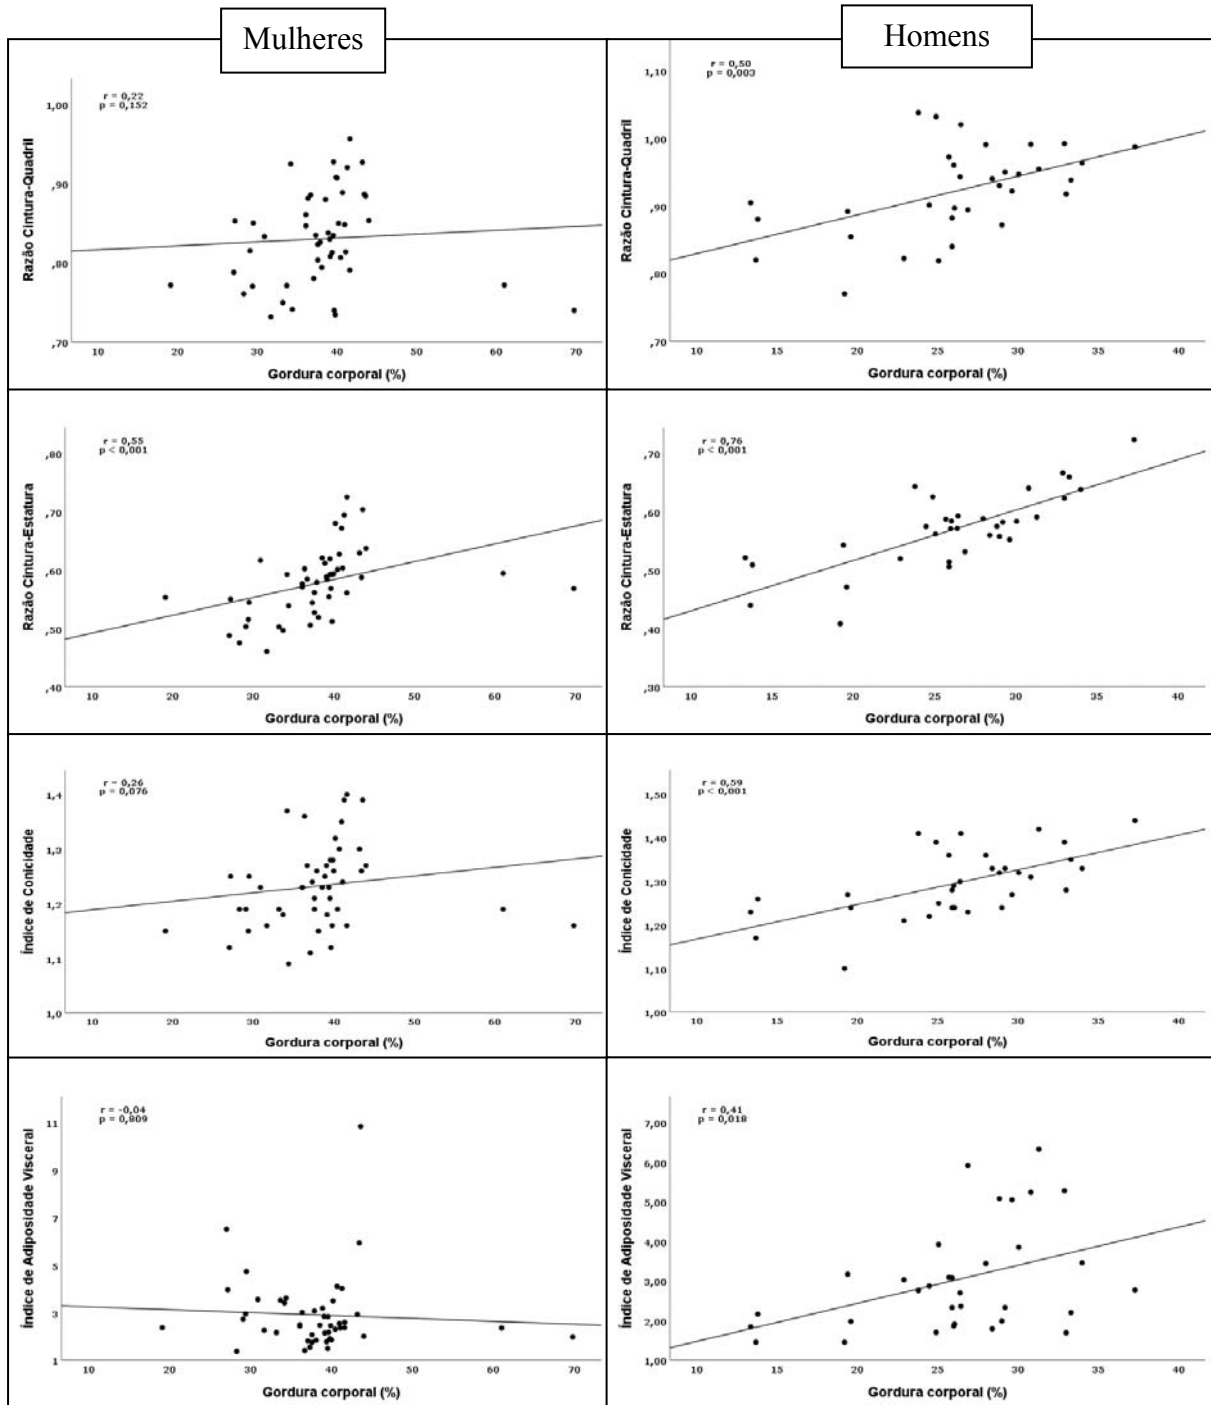 Mulheres
Homens
r = 0,22
p = 0,152
Razão Cintura-Quadril
1,00
,90
,80
,70
10 20 30 40 50 60 70
Gordura corporal (%)
r = 0,50
p = 0,003
Razão Cintura-Quadril
1,10
1,00
,90
,80
,70
10 15 20 25 30 35 40
Gordura corporal (%)
r = 0,55
p < 0,001
Razão Cintura-Estatura
,80
,70
,60
,50
,40
10 20 30 40 50 60 70
Gordura corporal (%)
r = 0,76
p < 0,001
Razão Cintura-Estatura
,70
,60
,50
,40
,30
10 15 20 25 30 35 40
Gordura corporal (%)
r = 0,26
p = 0,076
Índice de Conicidade
1,4
1,3
1,2
1,1
1,0
10 20 30 40 50 60 70
Gordura corporal (%)
r = 0,59
p < 0,001
Índice de Conicidade
1,50
1,40
1,30
1,20
1,10
1,00
10 15 20 25 30 35 40
Gordura corporal (%)
r = -0,04
p = 0,809
Índice de Adiposidade Visceral
11
9
7
5
3
1
10 20 30 40 50 60 70
Gordura corporal (%)
r = 0,41
p = 0,018
Índice de Adiposidade Visceral
7,00
6,00
5,00
4,00
3,00
2,00
1,00
10 15 20 25 30 35 40
Gordura corporal (%)